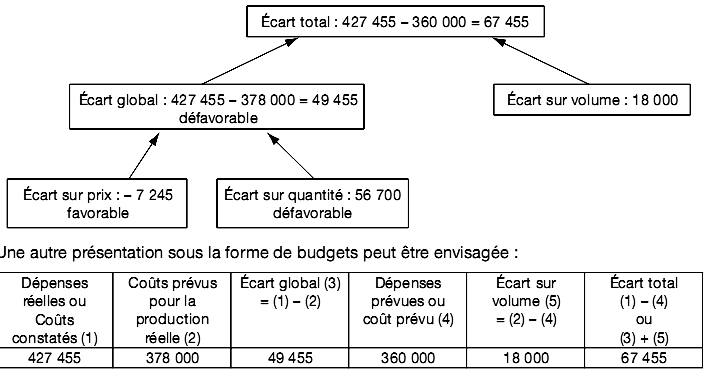 Écart total : 427 455 – 360 000 = 67 455
Écart global : 427 455 – 378 000 = 49 455
défavorable
Écart sur volume : 18 000
Écart sur prix : – 7 245
favorable
Écart sur quantité : 56 700
défavorable
Une autre présentation sous la forme de budgets peut être envisagée :
Dépenses
réelles ou
Coûts
constatés (1)
Coûts prévus
pour la
production
réelle (2)
Écart global (3)
= (1) – (2)
Dépenses
prévues ou
coût prévu (4)
Écart sur
volume (5)
= (2) – (4)
Écart total
(1) – (4)
ou
(3) + (5)
427 455
378 000
49 455
360 000
18 000
67 455